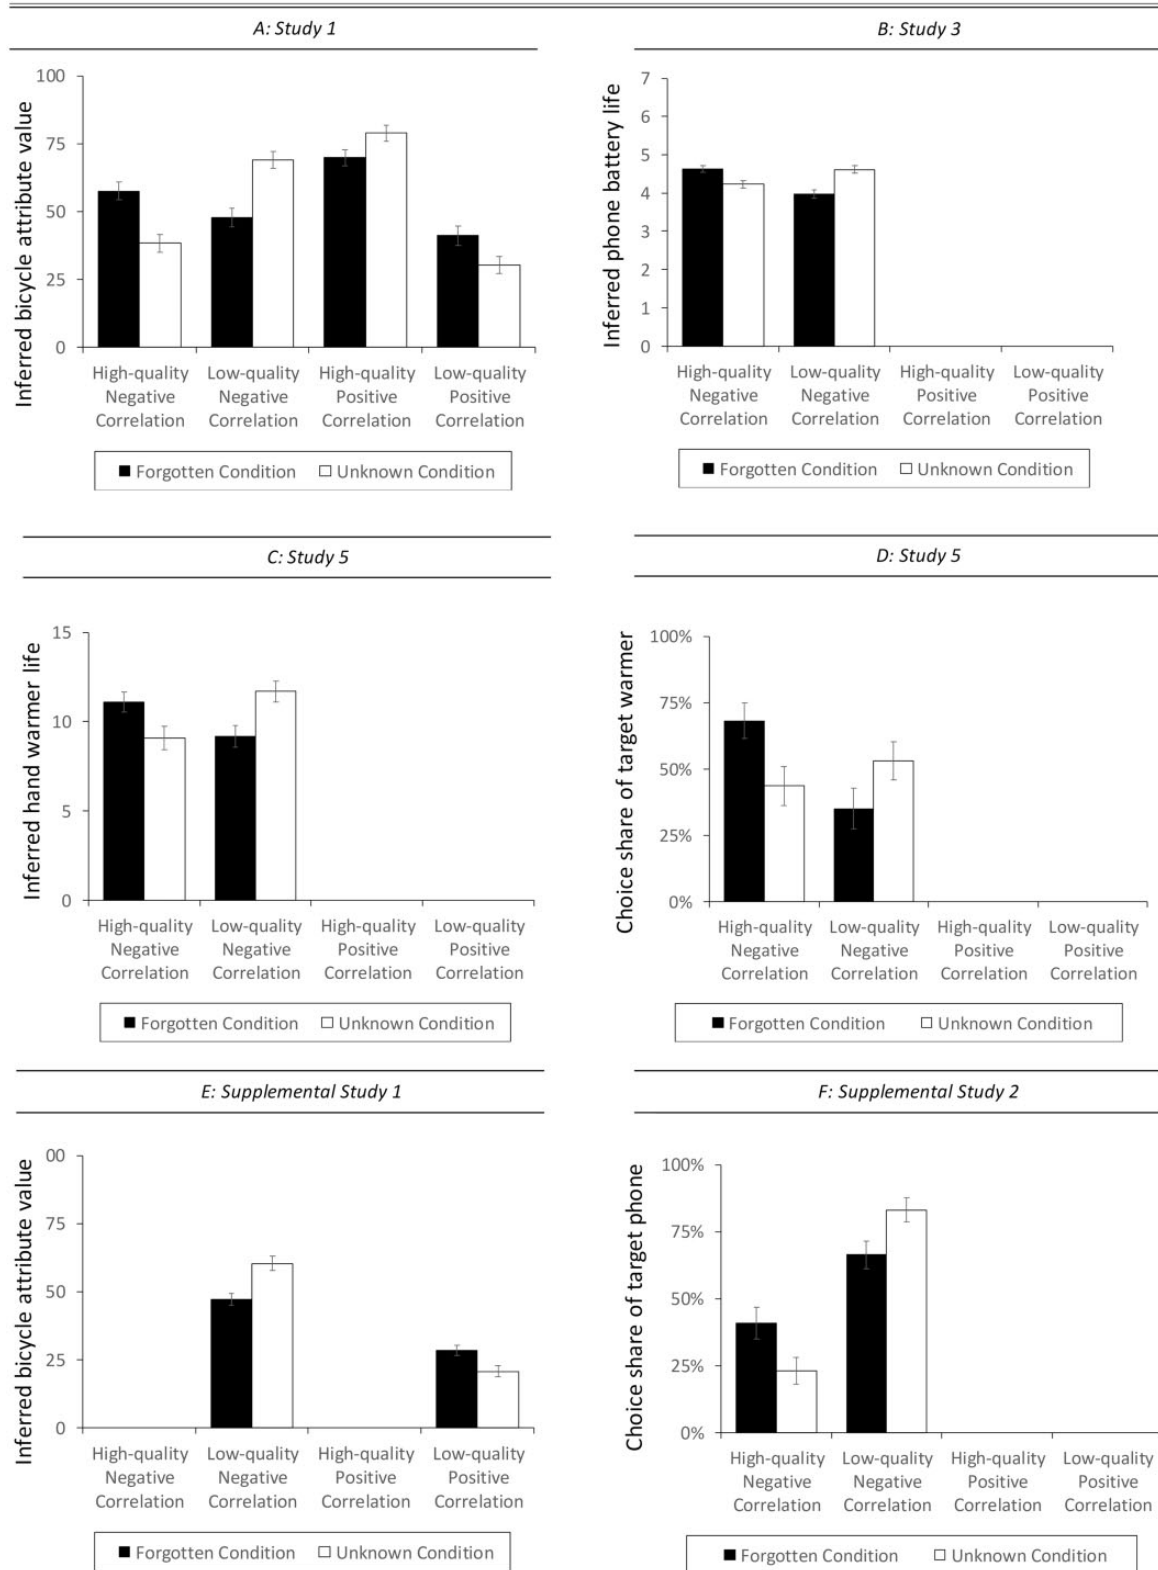 A: Study 1
Inferred bicycle attribute value
100
75
50
25
0
High-quality Low-quality High-quality Low-quality
Negative Negative Positive Positive
Correlation Correlation Correlation Correlation
Forgotten Condition Unknown Condition
B: Study 3
Inferred phone battery life
7
6
5
4
3
2
1
0
High-quality Low-quality High-quality Low-quality
Negative Negative Positive Positive
Correlation Correlation Correlation Correlation
Forgotten Condition Unknown Condition
C: Study 5
Inferred hand warmer life
15
10
5
0
High-quality Low-quality High-quality Low-quality
Negative Negative Positive Positive
Correlation Correlation Correlation Correlation
Forgotten Condition Unknown Condition
D: Study 5
Choice share of target warmer
100%
75%
50%
25%
0%
High-quality Low-quality High-quality Low-quality
Negative Negative Positive Positive
Correlation Correlation Correlation Correlation
Forgotten Condition Unknown Condition
E: Supplemental Study 1
Inferred bicycle attribute value
00
75
50
25
0
High-quality Low-quality High-quality Low-quality
Negative Negative Positive Positive
Correlation Correlation Correlation Correlation
Forgotten Condition Unknown Condition
F: Supplemental Study 2
Choice share of target phone
100%
75%
50%
25%
0%
High-quality Low-quality High-quality Low-quality
Negative Negative Positive Positive
Correlation Correlation Correlation Correlation
Forgotten Condition Unknown Condition